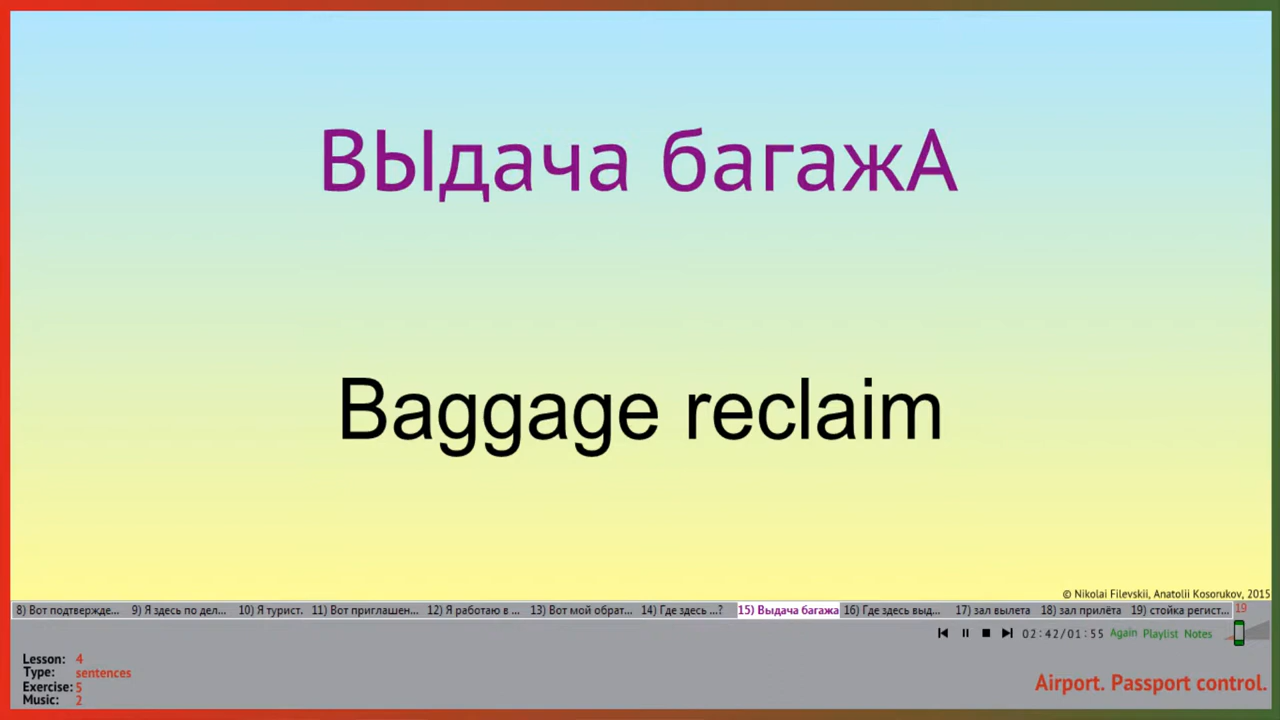 ВЫдача багажА
Baggage reclaim
© Nikolai Filevskii, Anatolii Kosorukov, 2015
8) Вот подтвержде... 9) Я здесь по дел... 10) Я турист. 11) Вот приглашен... 12) Я работаю в ... 13) Вот мой обрат... 14) Где здесь ...? 15) Выдача багажа 16) Где здесь выд... 17) зал вылета 18) зал прилёта 19) стойка регист... 19
02:42/01:55 Again Playlist Notes
Lesson: 4
Type: sentences
Exercise: 5
Music: 2
Airport. Passport control.